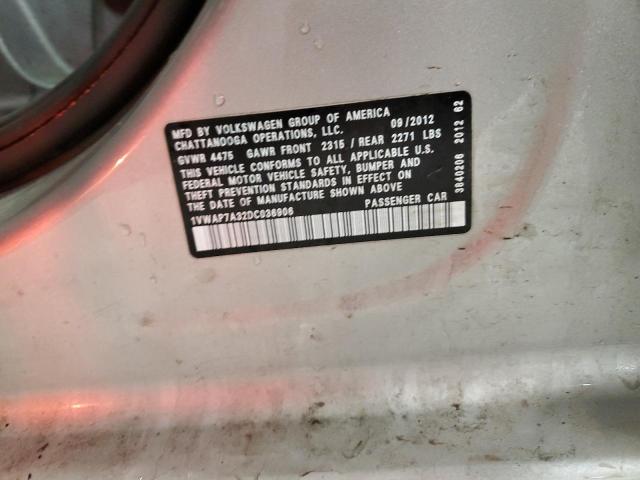 MFD BY VOLKSWAGEN GROUP OF AMERICA
CHATTANOOGA OPERATIONS, LLC. 09/2012
GVWR 4475 GAWR FRONT 2315 / REAR 2271 LBS
THIS VEHICLE CONFORMS TO ALL APPLICABLE U.S.
FEDERAL MOTOR VEHICLE SAFETY, BUMPER AND
THEFT PREVENTION STANDARDS IN EFFECT ON
THE DATE OF MANUFACTURE SHOWN ABOVE
1VWAP7A32DC036906 PASSENGER CAR
3840206 2012 62